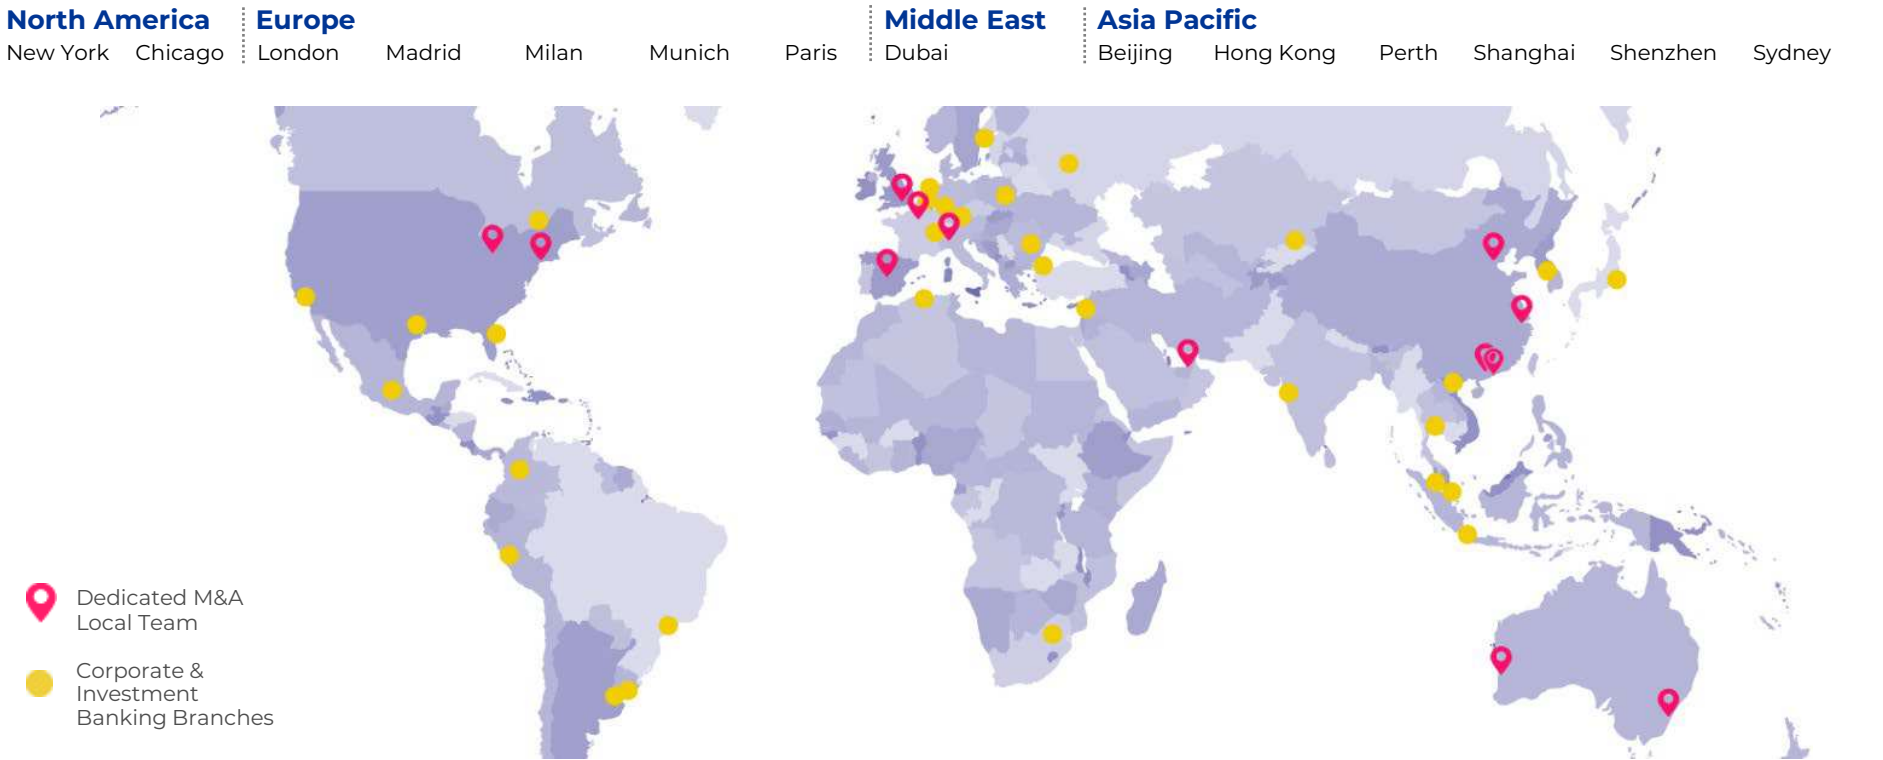 North America
Europe
Middle East
Asia Pacific
New York Chicago London Madrid Milan Munich Paris Dubai Beijing Hong Kong Perth Shanghai Shenzhen Sydney
Dedicated M&A
Local Team
Corporate &
Investment
Banking Branches